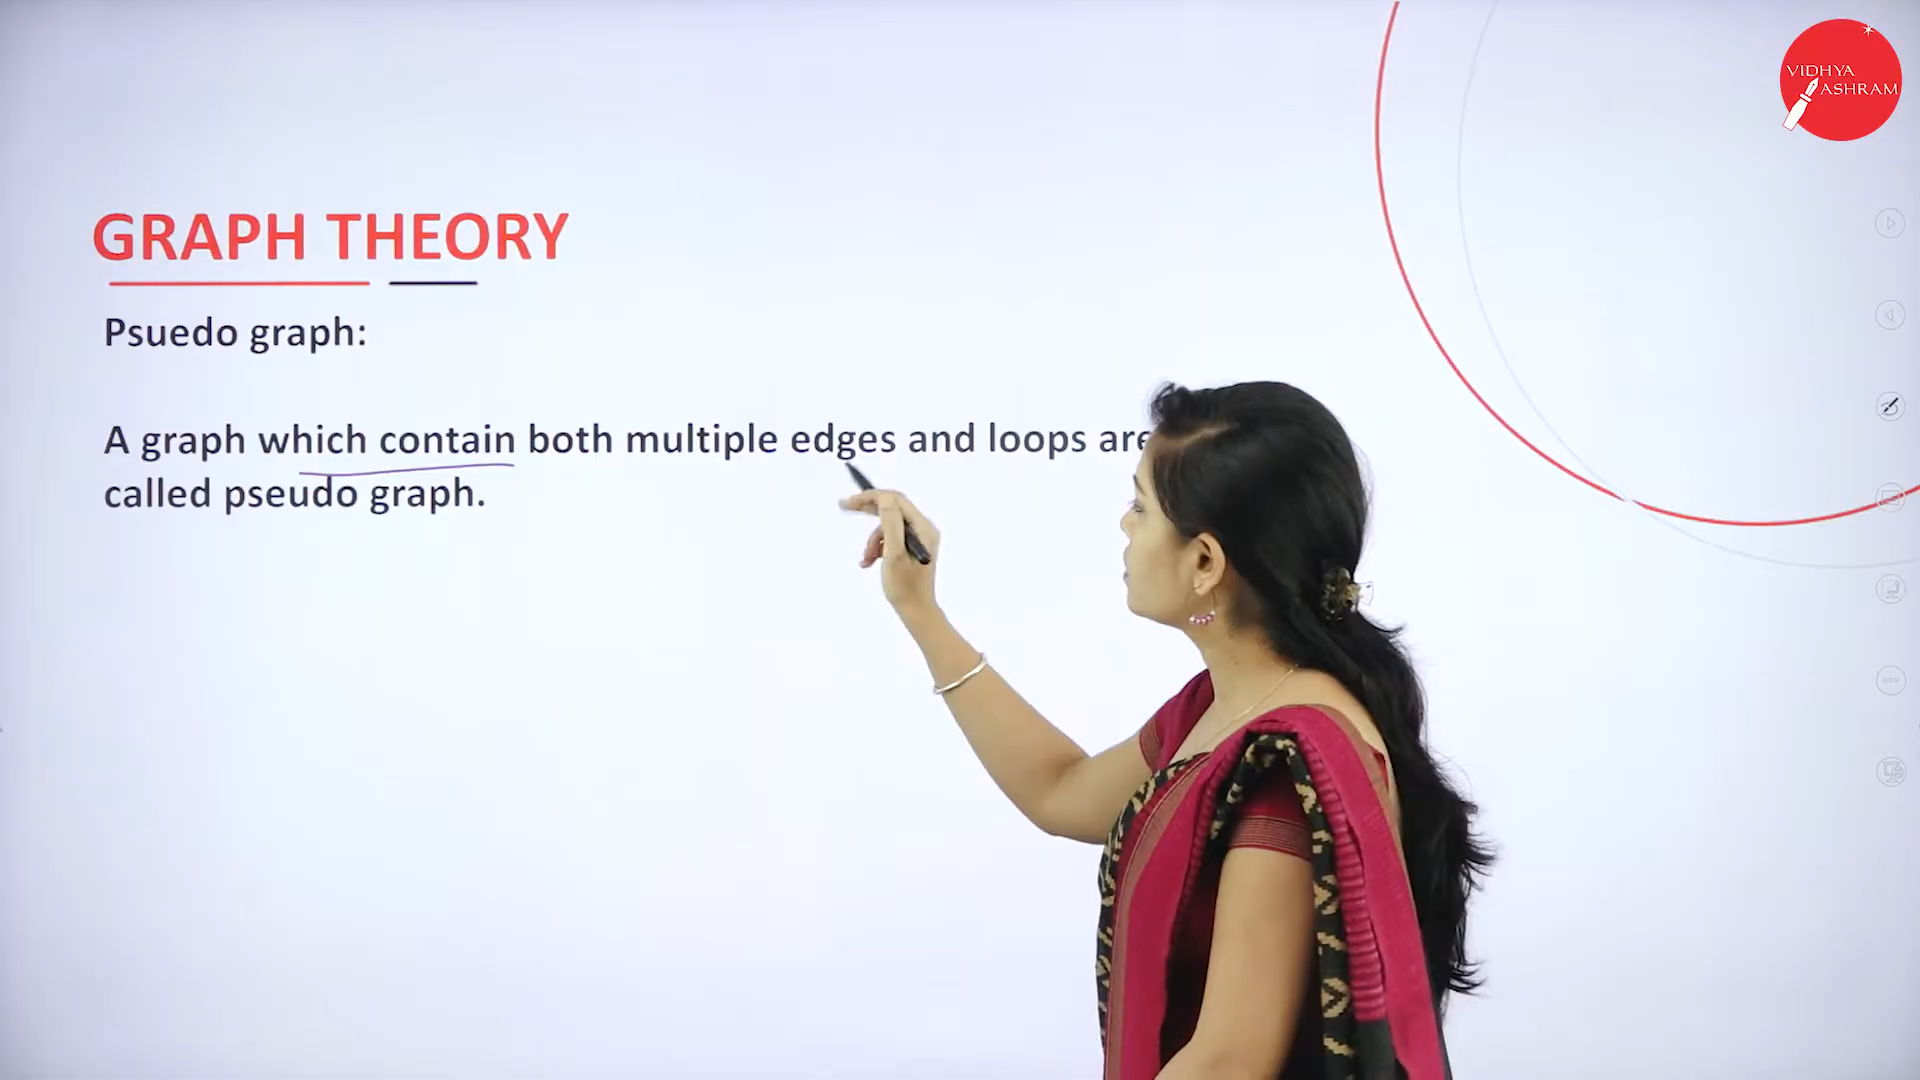 VIDHYA
ASHRAM
GRAPH THEORY
Psuedo graph:
A graph which contain both multiple edges and loops are
called pseudo graph.